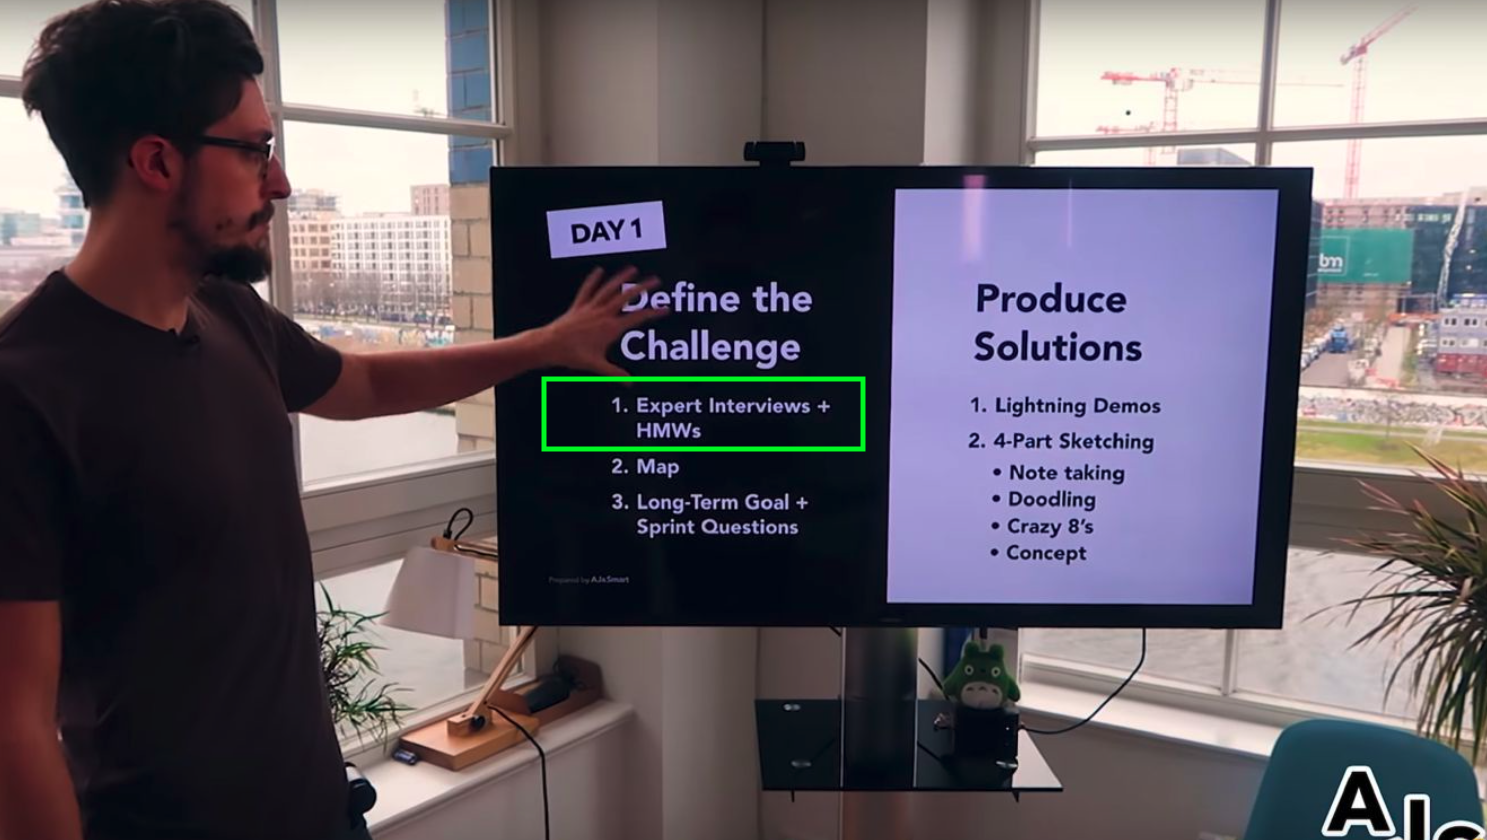 DAY 1
Define the
Challenge
1. Expert Interviews +
HMWs
2. Map
3. Long-Term Goal +
Sprint Questions
Prepared by AJ&Smart
Produce
Solutions
1. Lightning Demos
2. 4-Part Sketching
• Note taking
• Doodling
• Crazy 8's
• Concept
bm